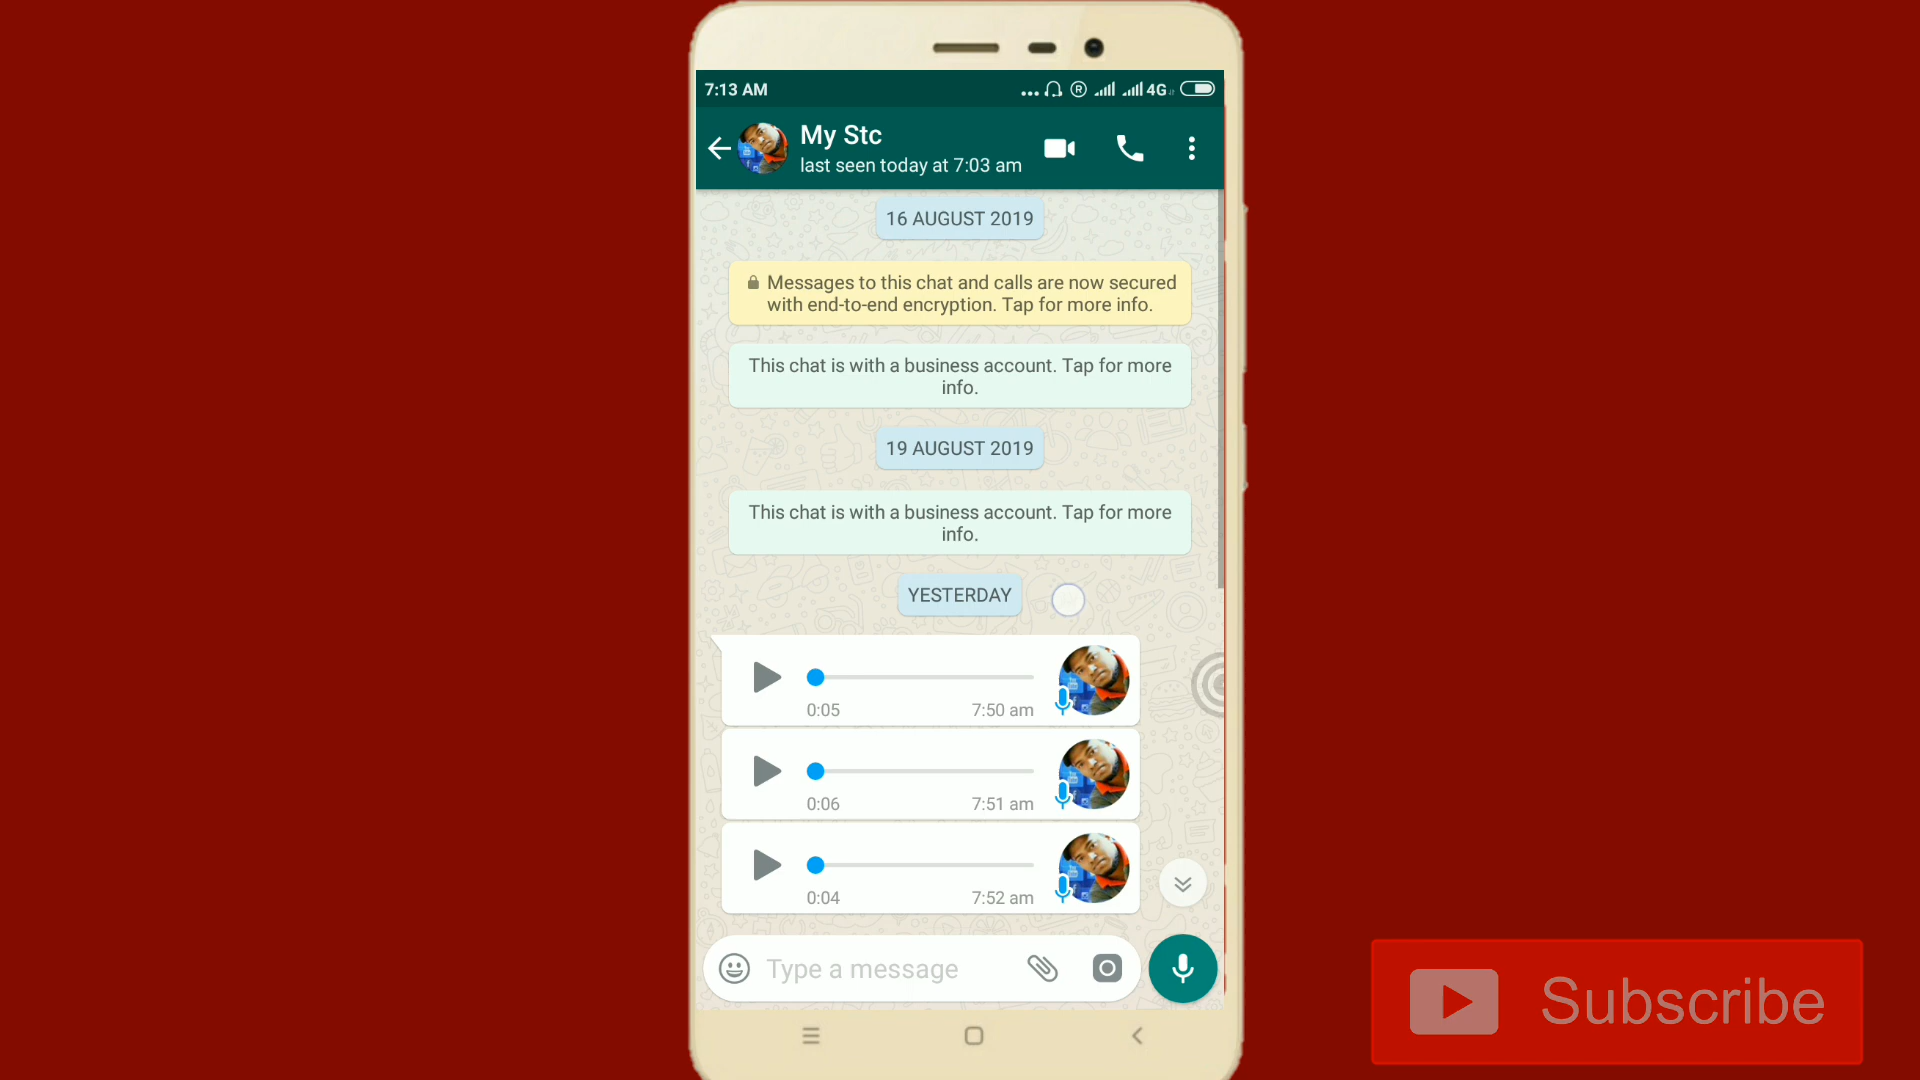 7:13 AM
... R 4G
My Stc
last seen today at 7:03 am
16 AUGUST 2019
Messages to this chat and calls are now secured
with end-to-end encryption. Tap for more info.
This chat is with a business account. Tap for more
info.
19 AUGUST 2019
This chat is with a business account. Tap for more
info.
YESTERDAY
0:05 7:50 am
0:06 7:51 am
0:04 7:52 am
Type a message
Subscribe